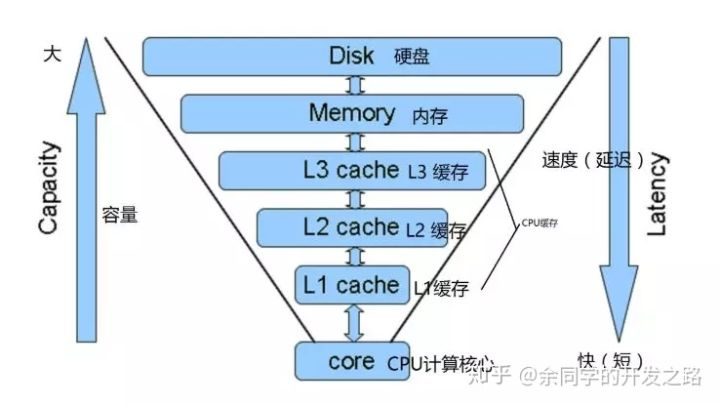 大
Disk 硬盘
Memory 内存
L3 cache L3 缓存
速度（延迟）
Capacity
容量
CPU缓存
Latency
L2 cache L2 缓存
L1 cache L1缓存
core CPU计算核心
快（短）
知乎 @余同学的开发之路